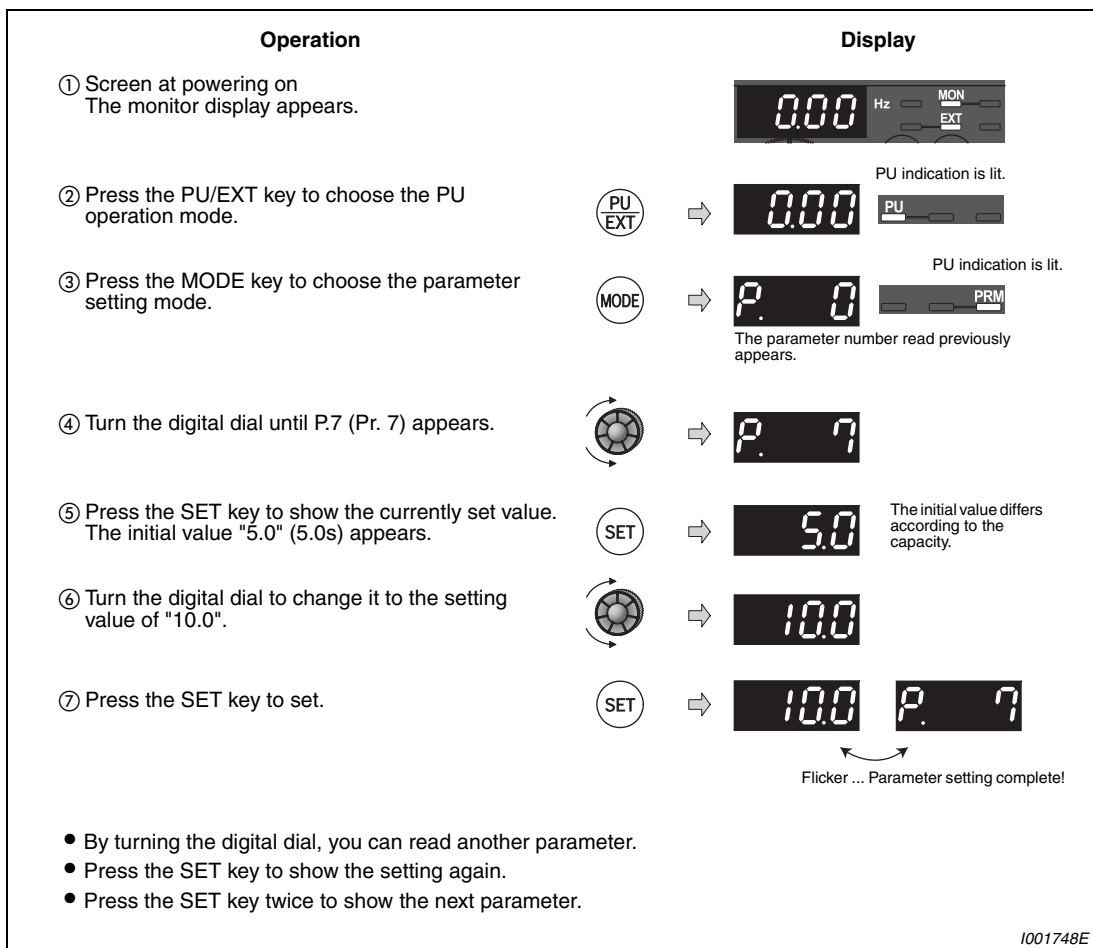 Operation
Display
① Screen at powering on
The monitor display appears.
0.00 Hz MON
EXT
② Press the PU/EXT key to choose the PU
operation mode.
PU
EXT
0.00
PU indication is lit.
PU
③ Press the MODE key to choose the parameter
setting mode.
MODE
P. 0
PU indication is lit.
PRM
The parameter number read previously
appears.
④ Turn the digital dial until P.7 (Pr. 7) appears.
P. 7
⑤ Press the SET key to show the currently set value.
The initial value "5.0" (5.0s) appears.
SET
5.0
The initial value differs
according to the
capacity.
⑥ Turn the digital dial to change it to the setting
value of "10.0".
10.0
⑦ Press the SET key to set.
SET
10.0
P. 7
Flicker ... Parameter setting complete!
• By turning the digital dial, you can read another parameter.
• Press the SET key to show the setting again.
• Press the SET key twice to show the next parameter.
I001748E